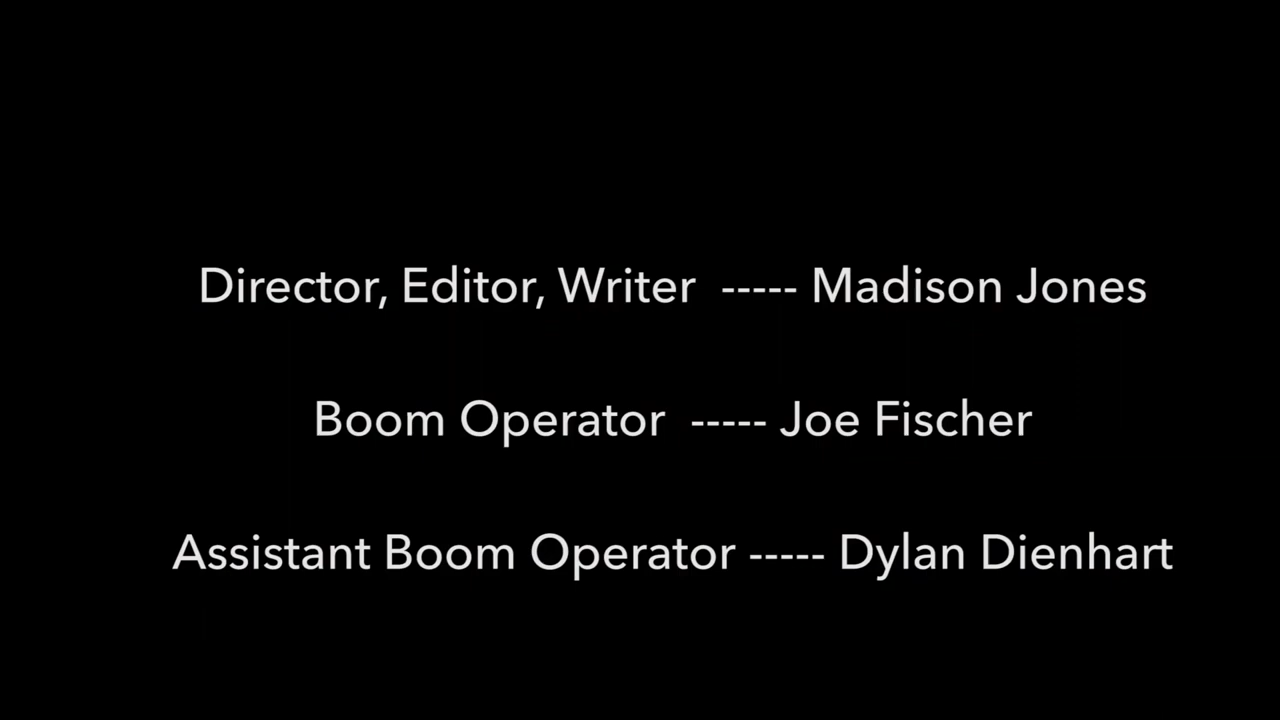 Director, Editor, Writer ----- Madison Jones
Boom Operator ----- Joe Fischer
Assistant Boom Operator ----- Dylan Dienhart